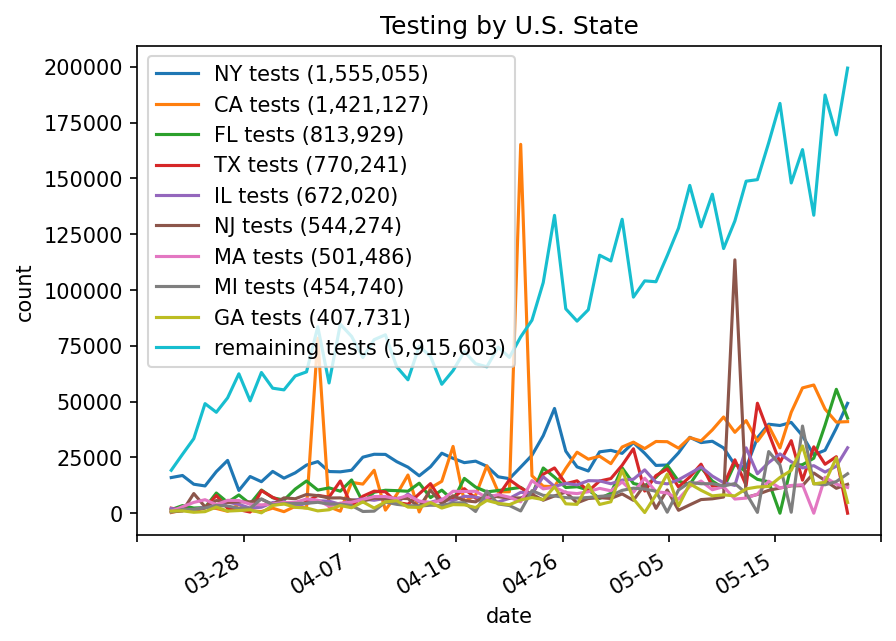 Testing by U.S. State
NY tests (1,555,055)
CA tests (1,421,127)
FL tests (813,929)
TX tests (770,241)
IL tests (672,020)
NJ tests (544,274)
MA tests (501,486)
MI tests (454,740)
GA tests (407,731)
remaining tests (5,915,603)
count
200000
175000
150000
125000
100000
75000
50000
25000
0
03-28
04-07
04-16
04-26
05-05
05-15
date